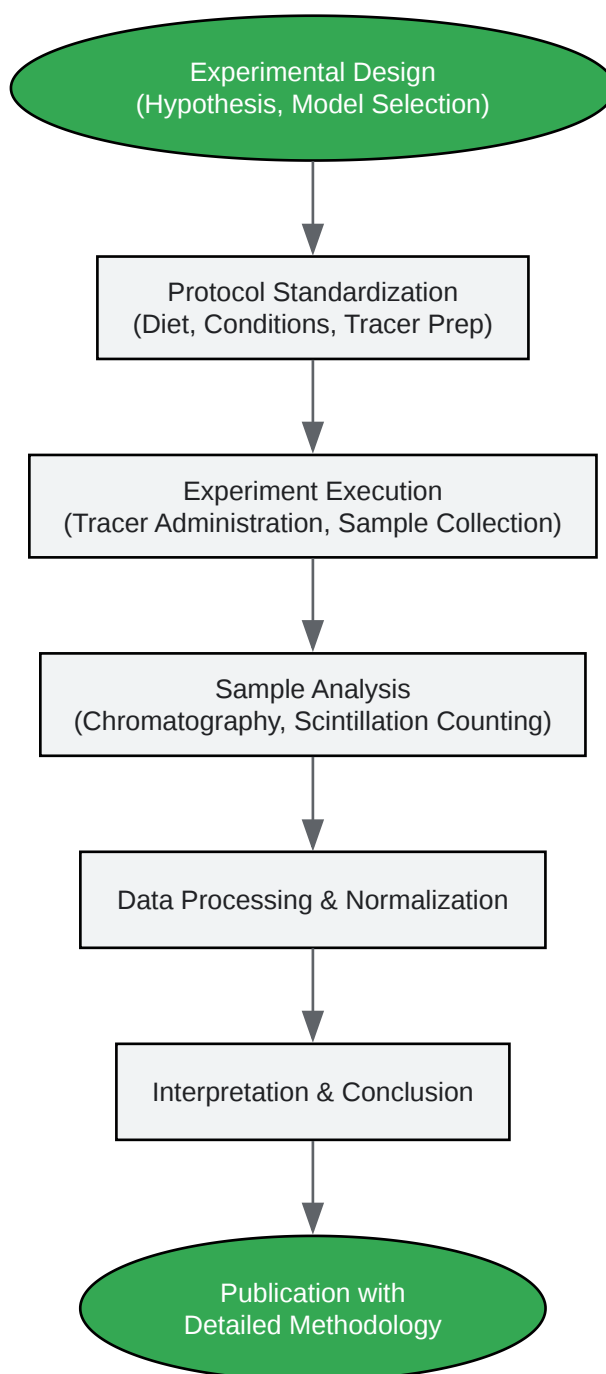 Experimental Design
(Hypothesis, Model Selection)
Protocol Standardization
(Diet, Conditions, Tracer Prep)
Experiment Execution
(Tracer Administration, Sample Collection)
Sample Analysis
(Chromatography, Scintillation Counting)
Data Processing & Normalization
Interpretation & Conclusion
Publication with
Detailed Methodology